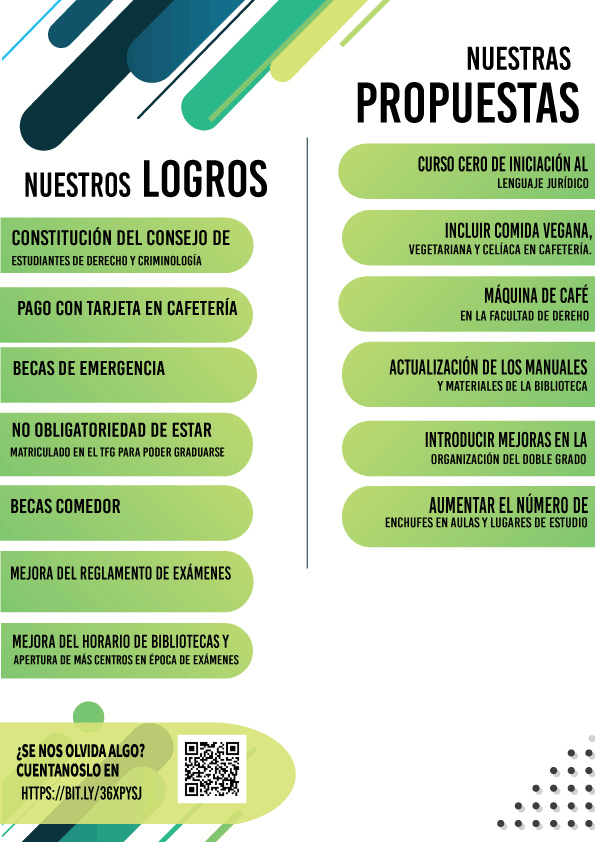 NUESTROS LOGROS
CONSTITUCIÓN DEL CONSEJO DE
ESTUDIANTES DE DERECHO Y CRIMINOLOGÍA
PAGO CON TARJETA EN CAFETERÍA
BECAS DE EMERGENCIA
NO OBLIGATORIEDAD DE ESTAR
MATRICULADO EN EL TFG PARA PODER GRADUARSE
BECAS COMEDOR
MEJORA DEL REGLAMENTO DE EXÁMENES
MEJORA DEL HORARIO DE BIBLIOTECAS Y
APERTURA DE MÁS CENTROS EN ÉPOCA DE EXÁMENES
¿SE NOS OLVIDA ALGO?
CUENTANOSLO EN
HTTPS://BIT.LY/36XPYSJ
NUESTRAS
PROPUESTAS
CURSO CERO DE INICIACIÓN AL
LENGUAJE JURÍDICO
INCLUIR COMIDA VEGANA,
VEGETARIANA Y CELÍACA EN CAFETERÍA.
MÁQUINA DE CAFÉ
EN LA FACULTAD DE DEREHO
ACTUALIZACIÓN DE LOS MANUALES
Y MATERIALES DE LA BIBLIOTECA
INTRODUCIR MEJORAS EN LA
ORGANIZACIÓN DEL DOBLE GRADO
AUMENTAR EL NÚMERO DE
ENCHUFES EN AULAS Y LUGARES DE ESTUDIO